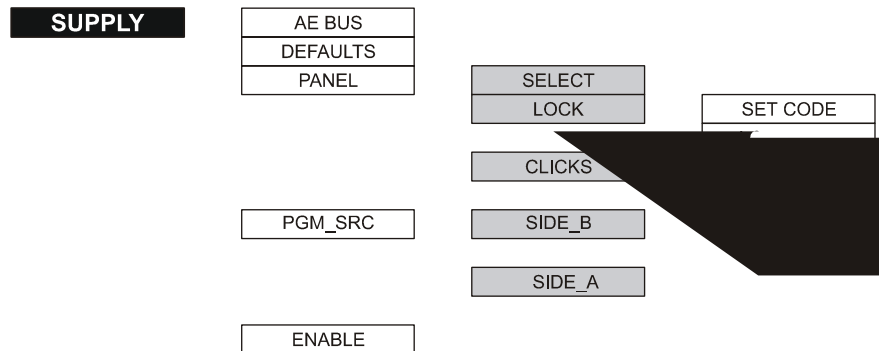 SUPPLY AE BUS
DEFAULTS
PANEL SELECT
LOCK SET CODE
CLICKS
PGM_SRC SIDE_B
SIDE_A
ENABLE